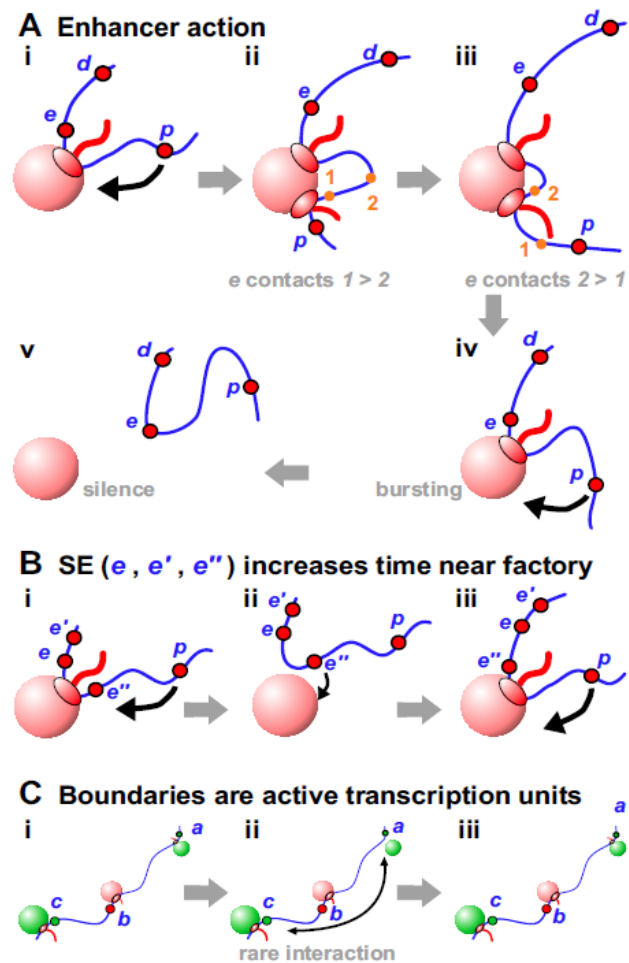 A Enhancer action
i
ii
iii
d
e
p
d
e
1
2
p
d
e
2
1
p
e contacts 1 > 2
e contacts 2 > 1
v
iv
d
e
p
silence
d
e
p
bursting
B SE (e , e' , e'') increases time near factory
i
ii
iii
e'
e
e''
p
e'
e
e''
p
e'
e
e''
p
C Boundaries are active transcription units
i
ii
iii
a
c
b
a
c
b
rare interaction
a
c
b